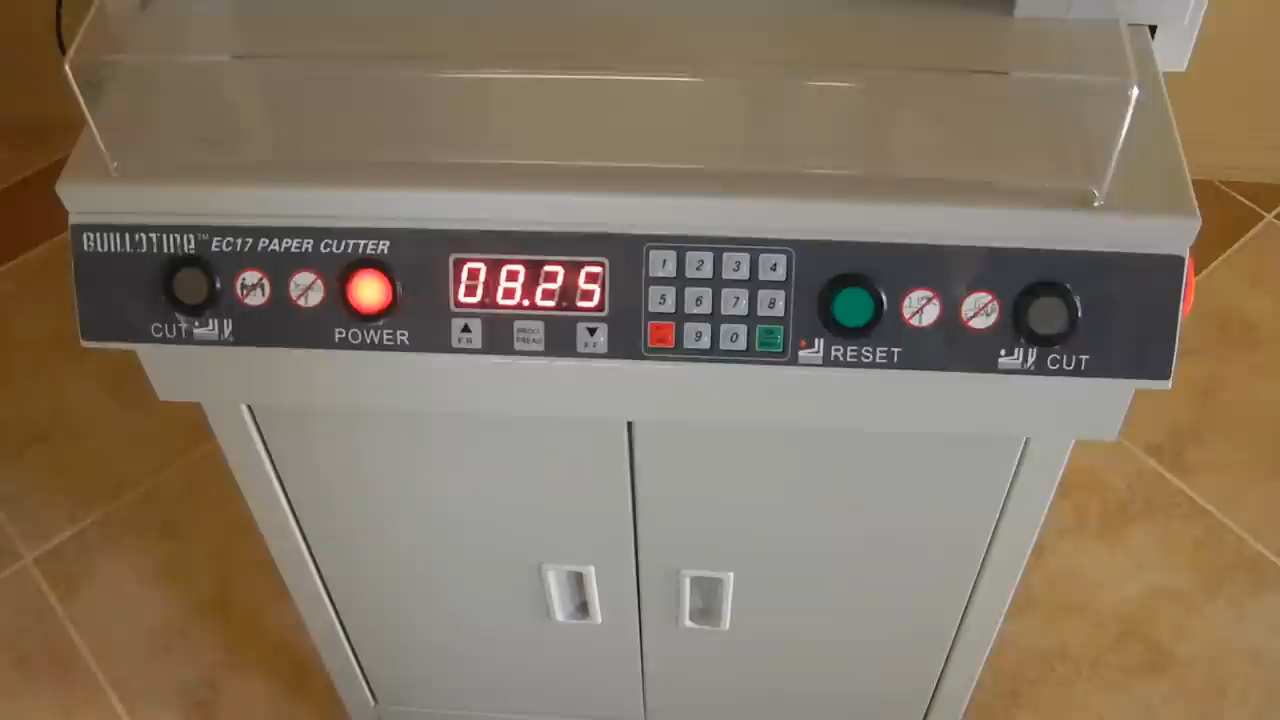 GUILLOTINE™ EC17 PAPER CUTTER
CUT
POWER
08.25
F.R
F.F
1 2 3 4
5 6 7 8
9 0
RESET
CUT